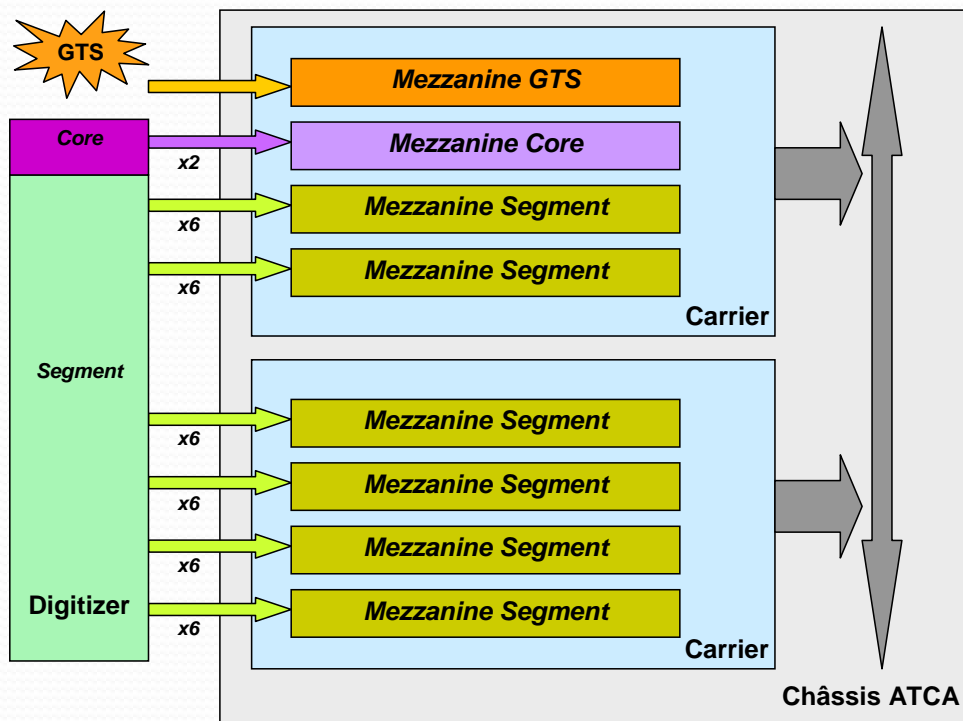 GTS
Mezzanine GTS
Core
x2
Mezzanine Core
x6
Mezzanine Segment
x6
Mezzanine Segment
Carrier
Segment
x6
Mezzanine Segment
x6
Mezzanine Segment
x6
Mezzanine Segment
Digitizer
x6
Mezzanine Segment
Carrier
Châssis ATCA